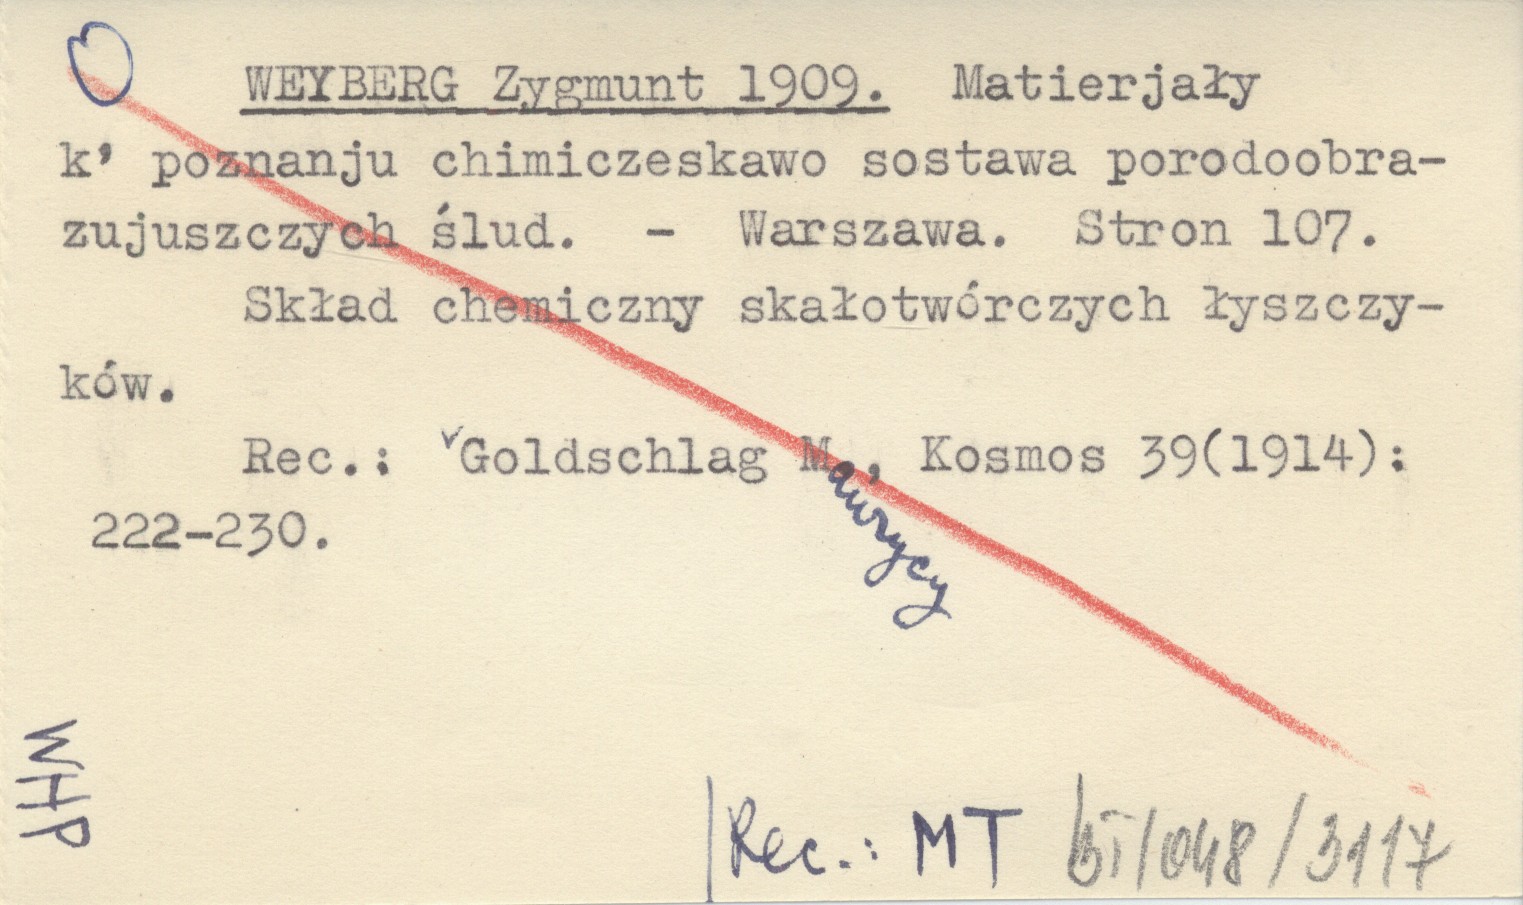 WEYBERG Zygmunt 1909. Matierjały
k' poznanju chimiczeskawo sostawa porodoobra-
zujuszczych ślud. - Warszawa. Stron 107.
Skład chemiczny skałotwórczych łyszczy-
ków.
Rec.: Goldschlag Maurycy, Kosmos 39(1914):
222-230.
WHP
Rec.: MT /048/3117